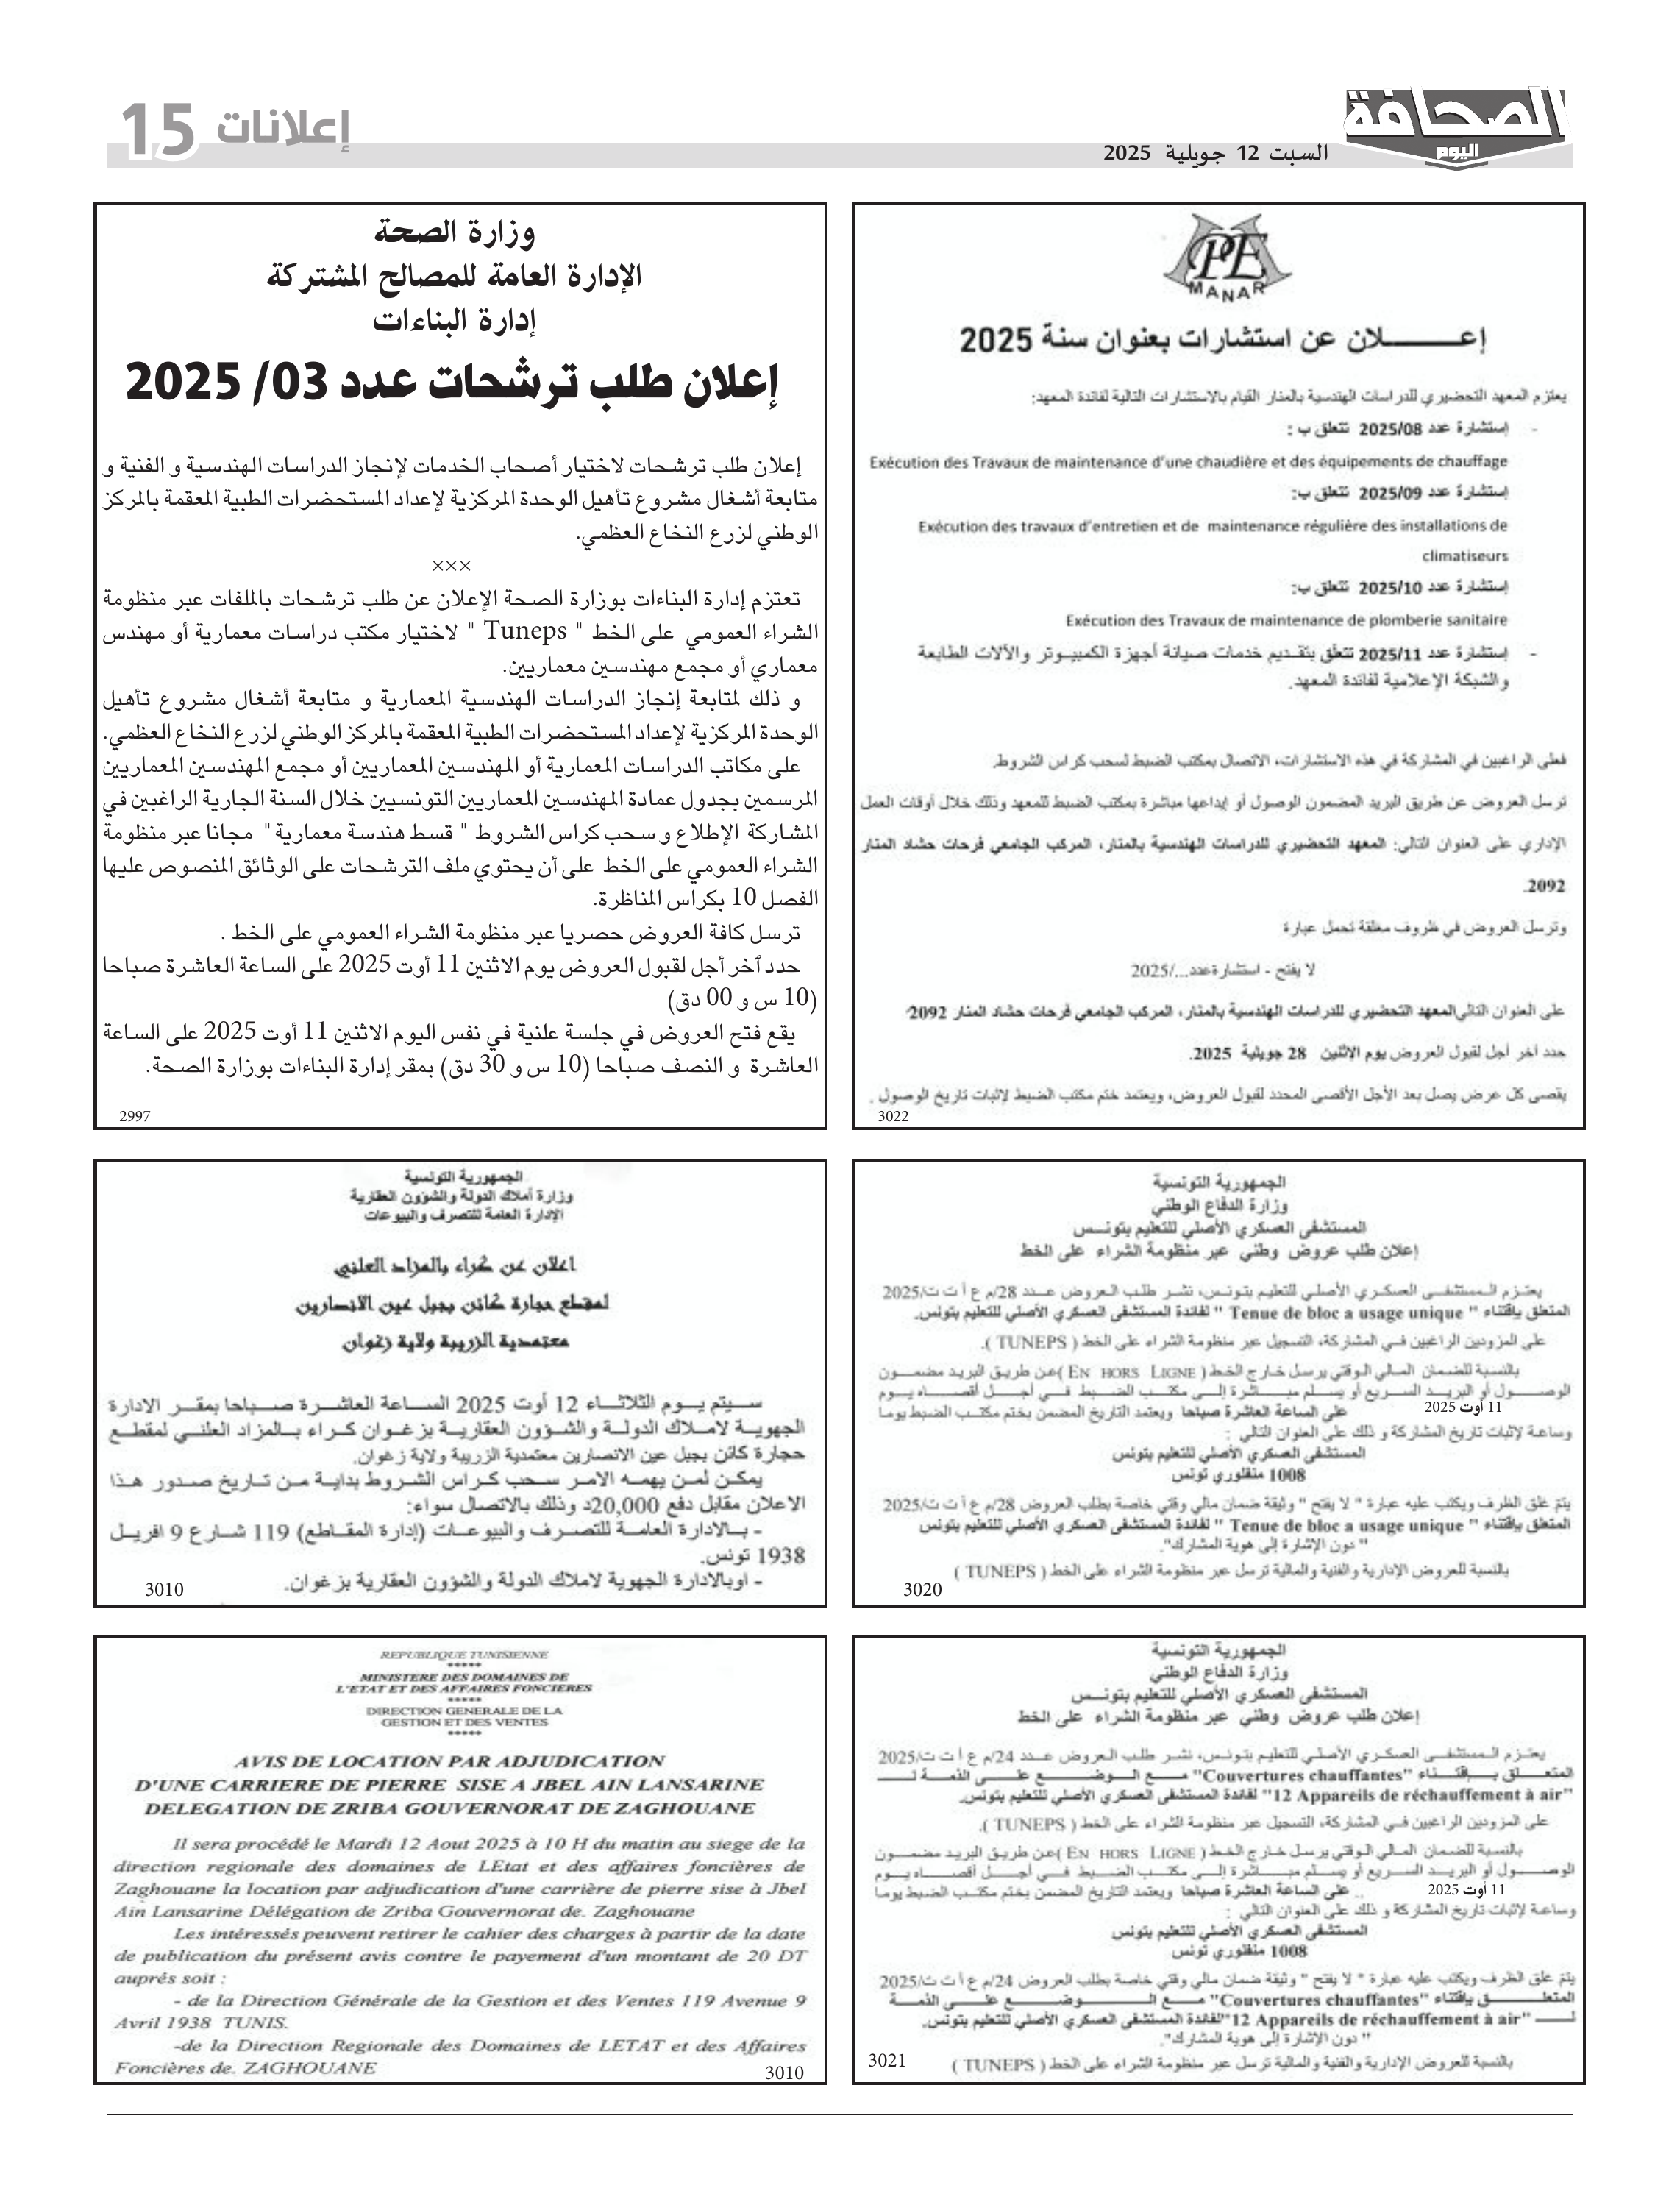 الصحافة
اليوم
السبت 12 جويلية 2025
إعلانات 15
PE
MANAR
إعـــــــــلان عن استشارات بعنوان سنة 2025
يعتزم المعهد التحضيري للدراسات الهندسية بالمنار القيام بالاستشارات التالية لفائدة المعهد:
- إستشارة عدد 2025/08 تتعلق ب :
Exécution des Travaux de maintenance d'une chaudière et des équipements de chauffage
إستشارة عدد 2025/09 تتعلق ب:
Exécution des travaux d'entretien et de maintenance régulière des installations de
climatiseurs
إستشارة عدد 2025/10 تتعلق ب:
Exécution des Travaux de maintenance de plomberie sanitaire
- إستشارة عدد 2025/11 تتعلق بتقديم خدمات صيانة أجهزة الكمبيوتر والآلات الطابعة
والشبكة الإعلامية لفائدة المعهد.
فعلى الراغبين في المشاركة في هذه الاستشارات، الاتصال بمكتب الضبط لسحب كراس الشروط.
ترسل العروض عن طريق البريد المضمون الوصول أو إيداعها مباشرة بمكتب الضبط للمعهد وذلك خلال أوقات العمل
الإداري على العنوان التالي: المعهد التحضيري للدراسات الهندسية بالمنار، المركب الجامعي فرحات حشاد المنار
2092.
وترسل العروض في ظروف مغلقة تحمل عبارة
لا يفتح - استشارة عدد.../2025
على العنوان التالي المعهد التحضيري للدراسات الهندسية بالمنار، المركب الجامعي فرحات حشاد المنار 2092
حدد آخر أجل لقبول العروض يوم الإثنين 28 جويلية 2025.
يقصى كل عرض يصل بعد الأجل الأقصى المحدد لقبول العروض، ويعتمد ختم مكتب الضبط لإثبات تاريخ الوصول .
3022
وزارة الصحة
الإدارة العامة للمصالح المشتركة
إدارة البناءات
إعلان طلب ترشحات عدد 03/ 2025
إعلان طلب ترشحات لاختيار أصحاب الخدمات لإنجاز الدراسات الهندسية و الفنية و
متابعة أشغال مشروع تأهيل الوحدة المركزية لإعداد المستحضرات الطبية المعقمة بالمركز
الوطني لزرع النخاع العظمي.
×××
تعتزم إدارة البناءات بوزارة الصحة الإعلان عن طلب ترشحات بالملفات عبر منظومة
الشراء العمومي على الخط " Tuneps " لاختيار مكتب دراسات معمارية أو مهندس
معماري أو مجمع مهندسين معماريين.
و ذلك لمتابعة إنجاز الدراسات الهندسية المعمارية و متابعة أشغال مشروع تأهيل
الوحدة المركزية لإعداد المستحضرات الطبية المعقمة بالمركز الوطني لزرع النخاع العظمي.
على مكاتب الدراسات المعمارية أو المهندسين المعماريين أو مجمع المهندسين المعماريين
المرسمين بجدول عمادة المهندسين المعماريين التونسيين خلال السنة الجارية الراغبين في
المشاركة الإطلاع و سحب كراس الشروط " قسط هندسة معمارية " مجانا عبر منظومة
الشراء العمومي على الخط على أن يحتوي ملف الترشحات على الوثائق المنصوص عليها
الفصل 10 بكراس المناظرة.
ترسل كافة العروض حصريا عبر منظومة الشراء العمومي على الخط .
حدد آخر أجل لقبول العروض يوم الاثنين 11 أوت 2025 على الساعة العاشرة صباحا
(10 س و 00 دق)
يقع فتح العروض في جلسة علنية في نفس اليوم الاثنين 11 أوت 2025 على الساعة
العاشرة و النصف صباحا (10 س و 30 دق) بمقر إدارة البناءات بوزارة الصحة.
2997
الجمهورية التونسية
وزارة الدفاع الوطني
المستشفى العسكري الأصلي للتعليم بتونس
إعلان طلب عروض وطني عبر منظومة الشراء على الخط
يعتزم المستشفى العسكري الأصلي للتعليم بتونس، نشر طلب العروض عدد 28/م ع أ ت ت/2025
المتعلق بإقتناء " Tenue de bloc a usage unique " لفائدة المستشفى العسكري الأصلي للتعليم بتونس.
على المزودين الراغبين في المشاركة، التسجيل عبر منظومة الشراء على الخط ( TUNEPS ).
بالنسبة للضمان المالي الوقتي يرسل خارج الخط ( EN HORS LIGNE )عن طريق البريد مضمون
الوصول أو البريد السريع أو يسلم مباشرة إلى مكتب الضبط في أجل أقصاه يوم
11 أوت 2025 على الساعة العاشرة صباحا ويعتمد التاريخ المضمن بختم مكتب الضبط يوما
وساعة لإثبات تاريخ المشاركة و ذلك على العنوان التالي :
المستشفى العسكري الأصلي للتعليم بتونس
1008 منفلوري تونس
يتم غلق الظرف ويكتب عليه عبارة " لا يفتح " وثيقة ضمان مالي وقتي خاصة بطلب العروض 28/م ع أ ت ت/2025
المتعلق بإقتناء " Tenue de bloc a usage unique " لفائدة المستشفى العسكري الأصلي للتعليم بتونس
" دون الإشارة إلى هوية المشارك".
بالنسبة للعروض الإدارية والفنية والمالية ترسل عبر منظومة الشراء على الخط ( TUNEPS )
3020
الجمهورية التونسية
وزارة أملاك الدولة والشؤون العقارية
الإدارة العامة للتصرف والبيوعات
اعلان عن كراء بالمزاد العلني
لمقطع حجارة كائن بجبل عين الانصارين
معتمدية الزريبة ولاية زغوان
سيتم يوم الثلاثاء 12 أوت 2025 الساعة العاشرة صباحا بمقر الادارة
الجهوية لاملاك الدولة والشؤون العقارية بزغوان كراء بالمزاد العلني لمقطع
حجارة كائن بجبل عين الانصارين معتمدية الزريبة ولاية زغوان.
يمكن لمن يهمه الامر سحب كراس الشروط بداية من تاريخ صدور هذا
الاعلان مقابل دفع 20,000د وذلك بالاتصال سواء:
- بالادارة العامة للتصرف والبيوعات (إدارة المقاطع) 119 شارع 9 افريل
1938 تونس.
- اوبالادارة الجهوية لاملاك الدولة والشؤون العقارية بزغوان.
3010
الجمهورية التونسية
وزارة الدفاع الوطني
المستشفى العسكري الأصلي للتعليم بتونس
إعلان طلب عروض وطني عبر منظومة الشراء على الخط
يعتزم المستشفى العسكري الأصلي للتعليم بتونس، نشر طلب العروض عدد 24/م ع أ ت ت/2025
المتعلق بإقتناء "Couvertures chauffantes" مع الوضع على الذمة لـ
"12 Appareils de réchauffement à air" لفائدة المستشفى العسكري الأصلي للتعليم بتونس.
على المزودين الراغبين في المشاركة، التسجيل عبر منظومة الشراء على الخط ( TUNEPS ).
بالنسبة للضمان المالي الوقتي يرسل خارج الخط ( EN HORS LIGNE )عن طريق البريد مضمون
الوصول أو البريد السريع أو يسلم مباشرة إلى مكتب الضبط في أجل أقصاه يوم
11 أوت 2025 .. على الساعة العاشرة صباحا ويعتمد التاريخ المضمن بختم مكتب الضبط يوما
وساعة لإثبات تاريخ المشاركة و ذلك على العنوان التالي :
المستشفى العسكري الأصلي للتعليم بتونس
1008 منفلوري تونس
يتم غلق الظرف ويكتب عليه عبارة " لا يفتح " وثيقة ضمان مالي وقتي خاصة بطلب العروض 24/م ع أ ت ت/2025
المتعلق بإقتناء "Couvertures chauffantes" مع الوضع على الذمة
لـ "12 Appareils de réchauffement à air"لفائدة المستشفى العسكري الأصلي للتعليم بتونس.
" دون الإشارة إلى هوية المشارك".
بالنسبة للعروض الإدارية والفنية والمالية ترسل عبر منظومة الشراء على الخط ( TUNEPS )
3021
REPUBLIQUE TUNISIENNE
*****
MINISTERE DES DOMAINES DE
L'ETAT ET DES AFFAIRES FONCIERES
*****
DIRECTION GENERALE DE LA
GESTION ET DES VENTES
*****
AVIS DE LOCATION PAR ADJUDICATION
D'UNE CARRIERE DE PIERRE SISE A JBEL AIN LANSARINE
DELEGATION DE ZRIBA GOUVERNORAT DE ZAGHOUANE
Il sera procédé le Mardi 12 Aout 2025 à 10 H du matin au siege de la
direction regionale des domaines de LEtat et des affaires foncières de
Zaghouane la location par adjudication d'une carrière de pierre sise à Jbel
Ain Lansarine Délégation de Zriba Gouvernorat de. Zaghouane
Les intéressés peuvent retirer le cahier des charges à partir de la date
de publication du présent avis contre le payement d'un montant de 20 DT
auprés soit :
- de la Direction Générale de la Gestion et des Ventes 119 Avenue 9
Avril 1938 TUNIS.
-de la Direction Regionale des Domaines de LETAT et des Affaires
Foncières de. ZAGHOUANE
3010